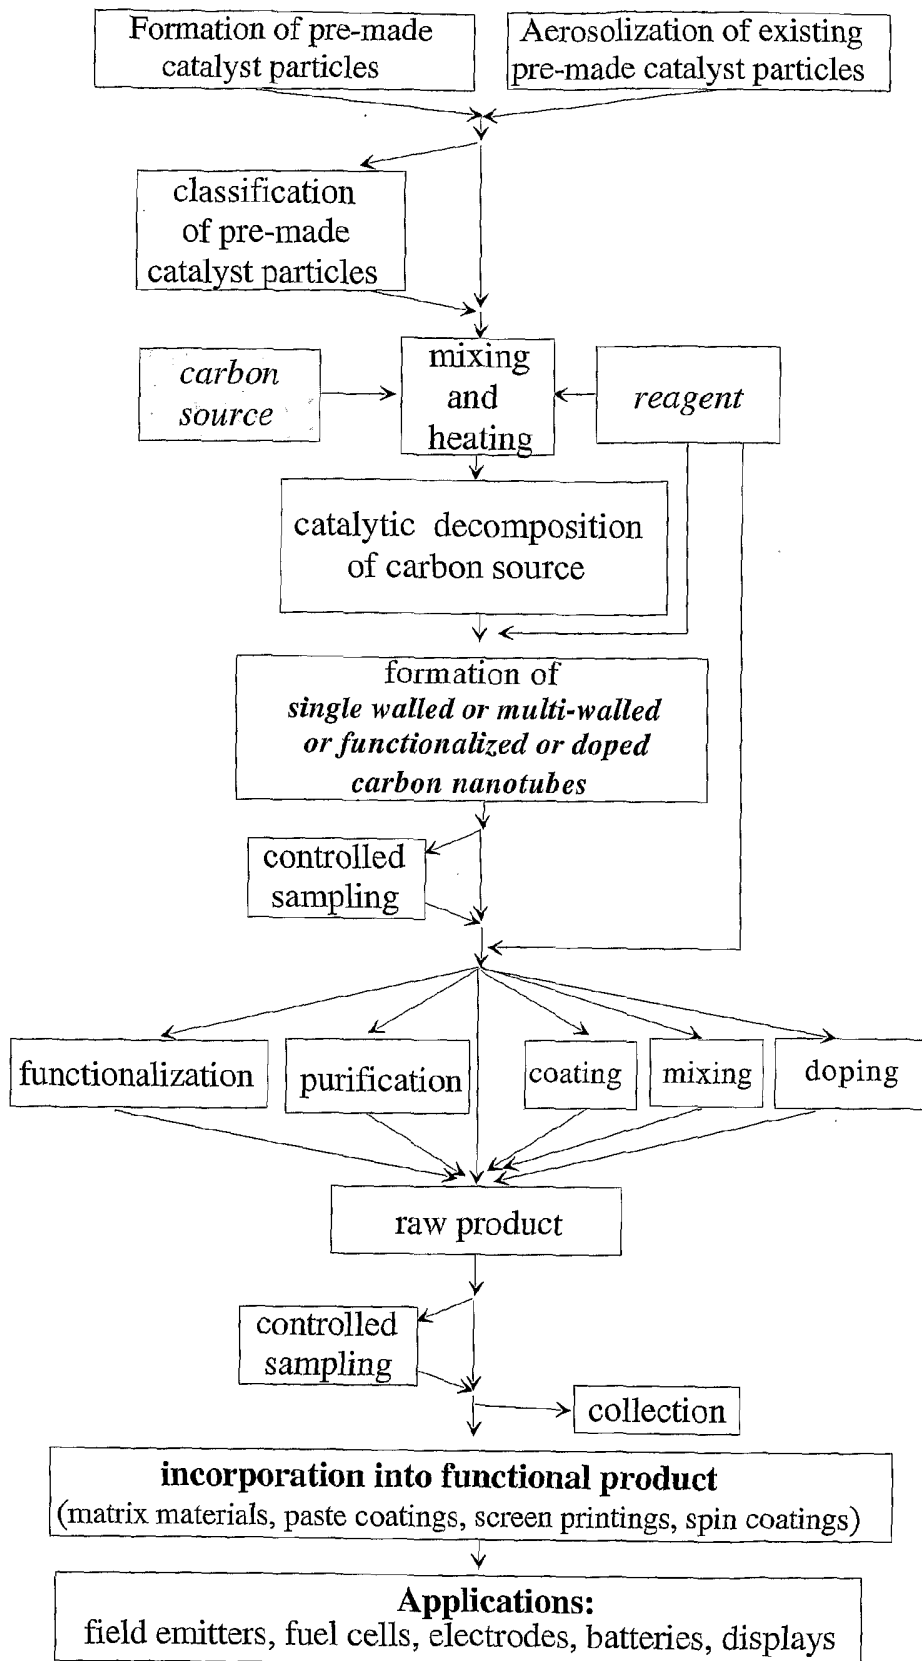 Formation of pre-made
catalyst particles
Aerosolization of existing
pre-made catalyst particles
classification
of pre-made
catalyst particles
carbon
source
mixing
and
heating
reagent
catalytic decomposition
of carbon source
formation of
single walled or multi-walled
or functionalized or doped
carbon nanotubes
controlled
sampling
functionalization
purification
coating
mixing
doping
raw product
controlled
sampling
collection
incorporation into functional product
(matrix materials, paste coatings, screen printings, spin coatings)
Applications:
field emitters, fuel cells, electrodes, batteries, displays